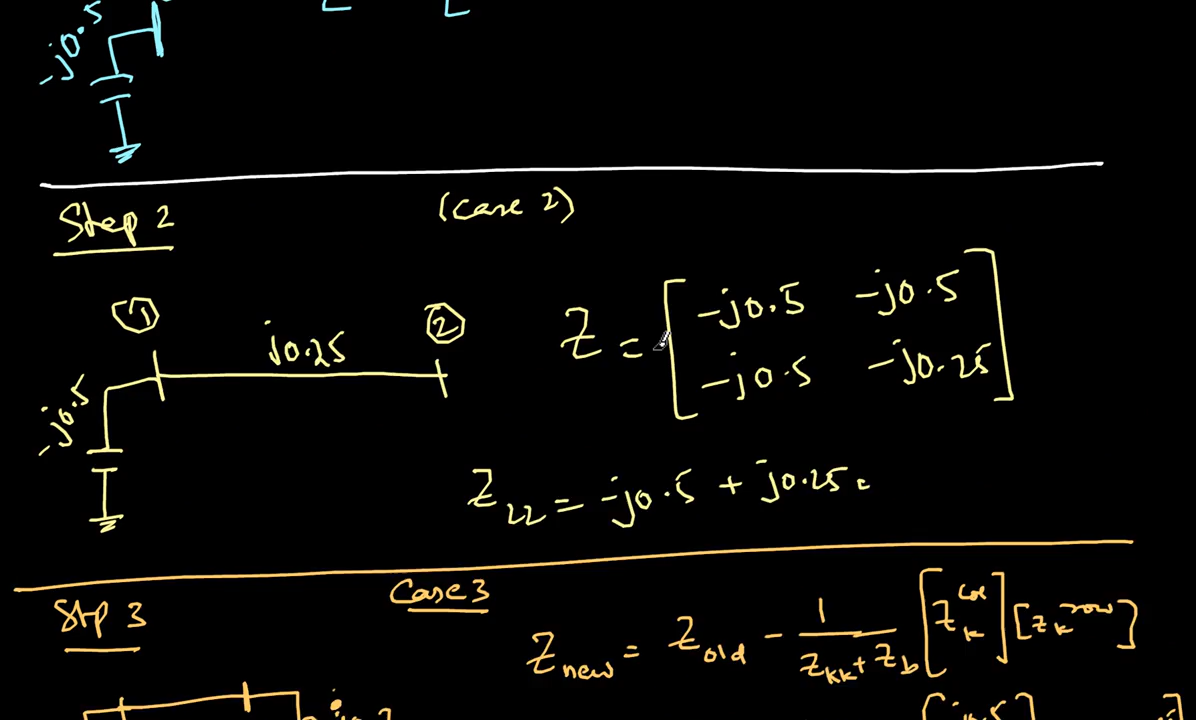 -j0.5
Step 2 (Case 2)
1 j0.25 2
-j0.5
Z = [ -j0.5 -j0.5
-j0.5 -j0.25 ]
Z22 = -j0.5 + j0.25 =
Stp 3 Case 3
Znew = Zold - 1 / Zkk + Zb [Zk col] [Zk row]